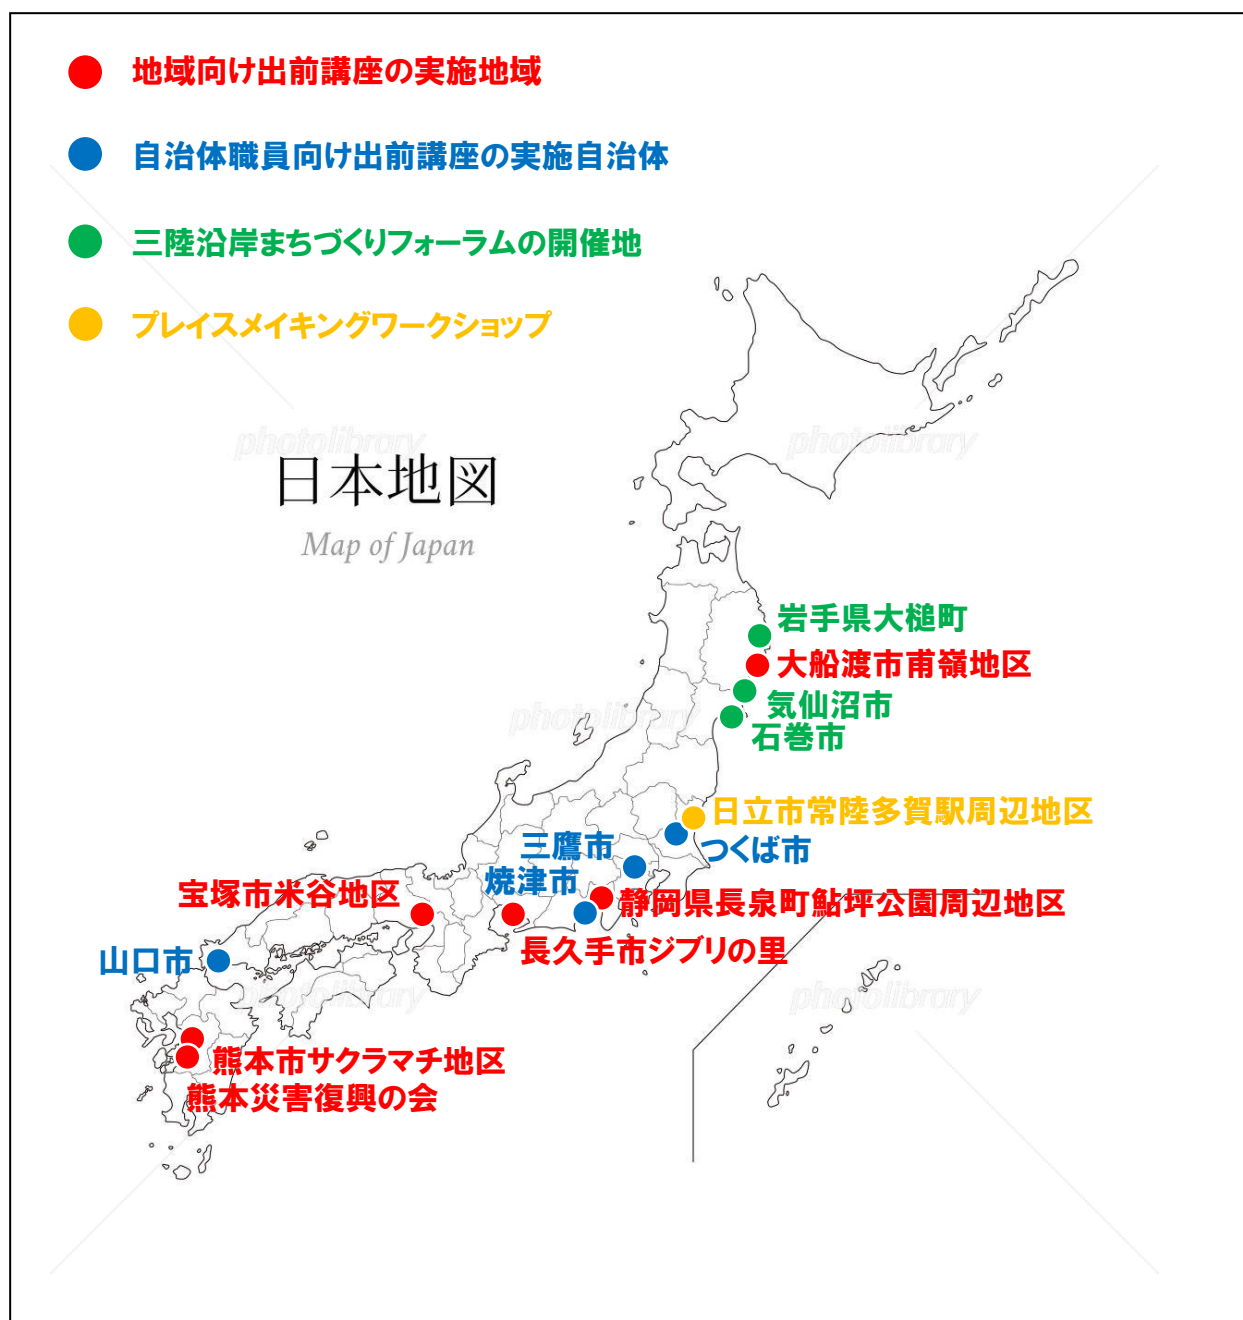 地域向け出前講座の実施地域
自治体職員向け出前講座の実施自治体
三陸沿岸まちづくりフォーラムの開催地
プレイスメイキングワークショップ
photolibrary
photolibrary
日本地図
Map of Japan
岩手県大槌町
大船渡市甫嶺地区
気仙沼市
photolibrary
石巻市
日立市常陸多賀駅周辺地区
三鷹市
つくば市
焼津市
宝塚市米谷地区
静岡県長泉町鮎坪公園周辺地区
長久手市ジブリの里
山口市
photolibrary
photolibrary
熊本市サクラマチ地区
熊本災害復興の会